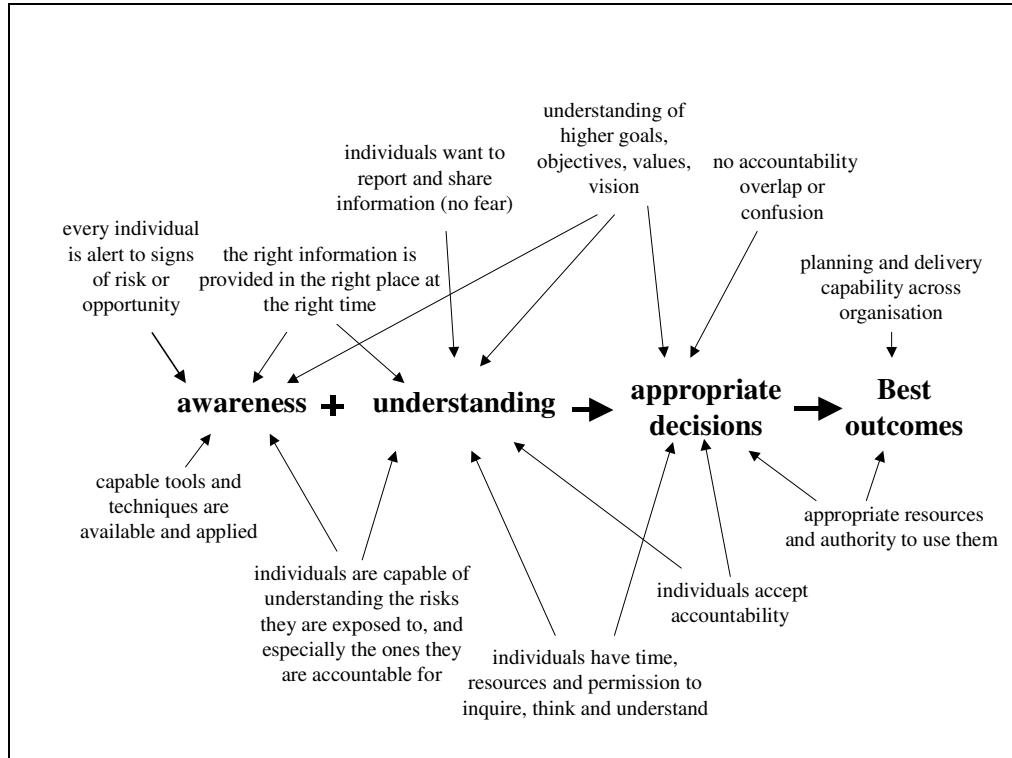 understanding of
higher goals,
objectives, values,
vision
individuals want to
report and share
information (no fear)
no accountability
overlap or
confusion
every individual
is alert to signs
of risk or
opportunity
the right information is
provided in the right place at
the right time
planning and delivery
capability across
organisation
awareness + understanding
appropriate
decisions
Best
outcomes
capable tools and
techniques are
available and applied
appropriate resources
and authority to use them
individuals are capable of
understanding the risks
they are exposed to, and
especially the ones they
are accountable for
individuals accept
accountability
individuals have time,
resources and permission to
inquire, think and understand